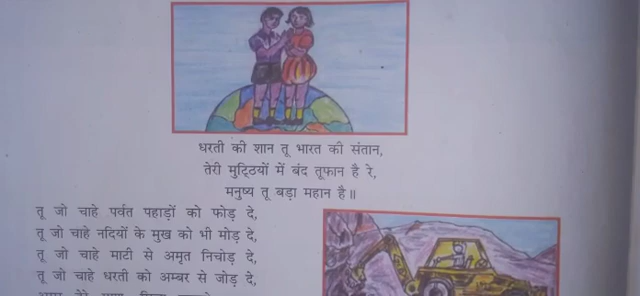 धरती की शान तू भारत की संतान,
तेरी मुट्ठियों में बंद तूफान है रे,
मनुष्य तू बड़ा महान है॥
तू जो चाहे पर्वत पहाड़ों को फोड़ दे,
तू जो चाहे नदियों के मुख को भी मोड़ दे,
तू जो चाहे माटी से अमृत निचोड़ दे,
तू जो चाहे धरती को अम्बर से जोड़ दे,